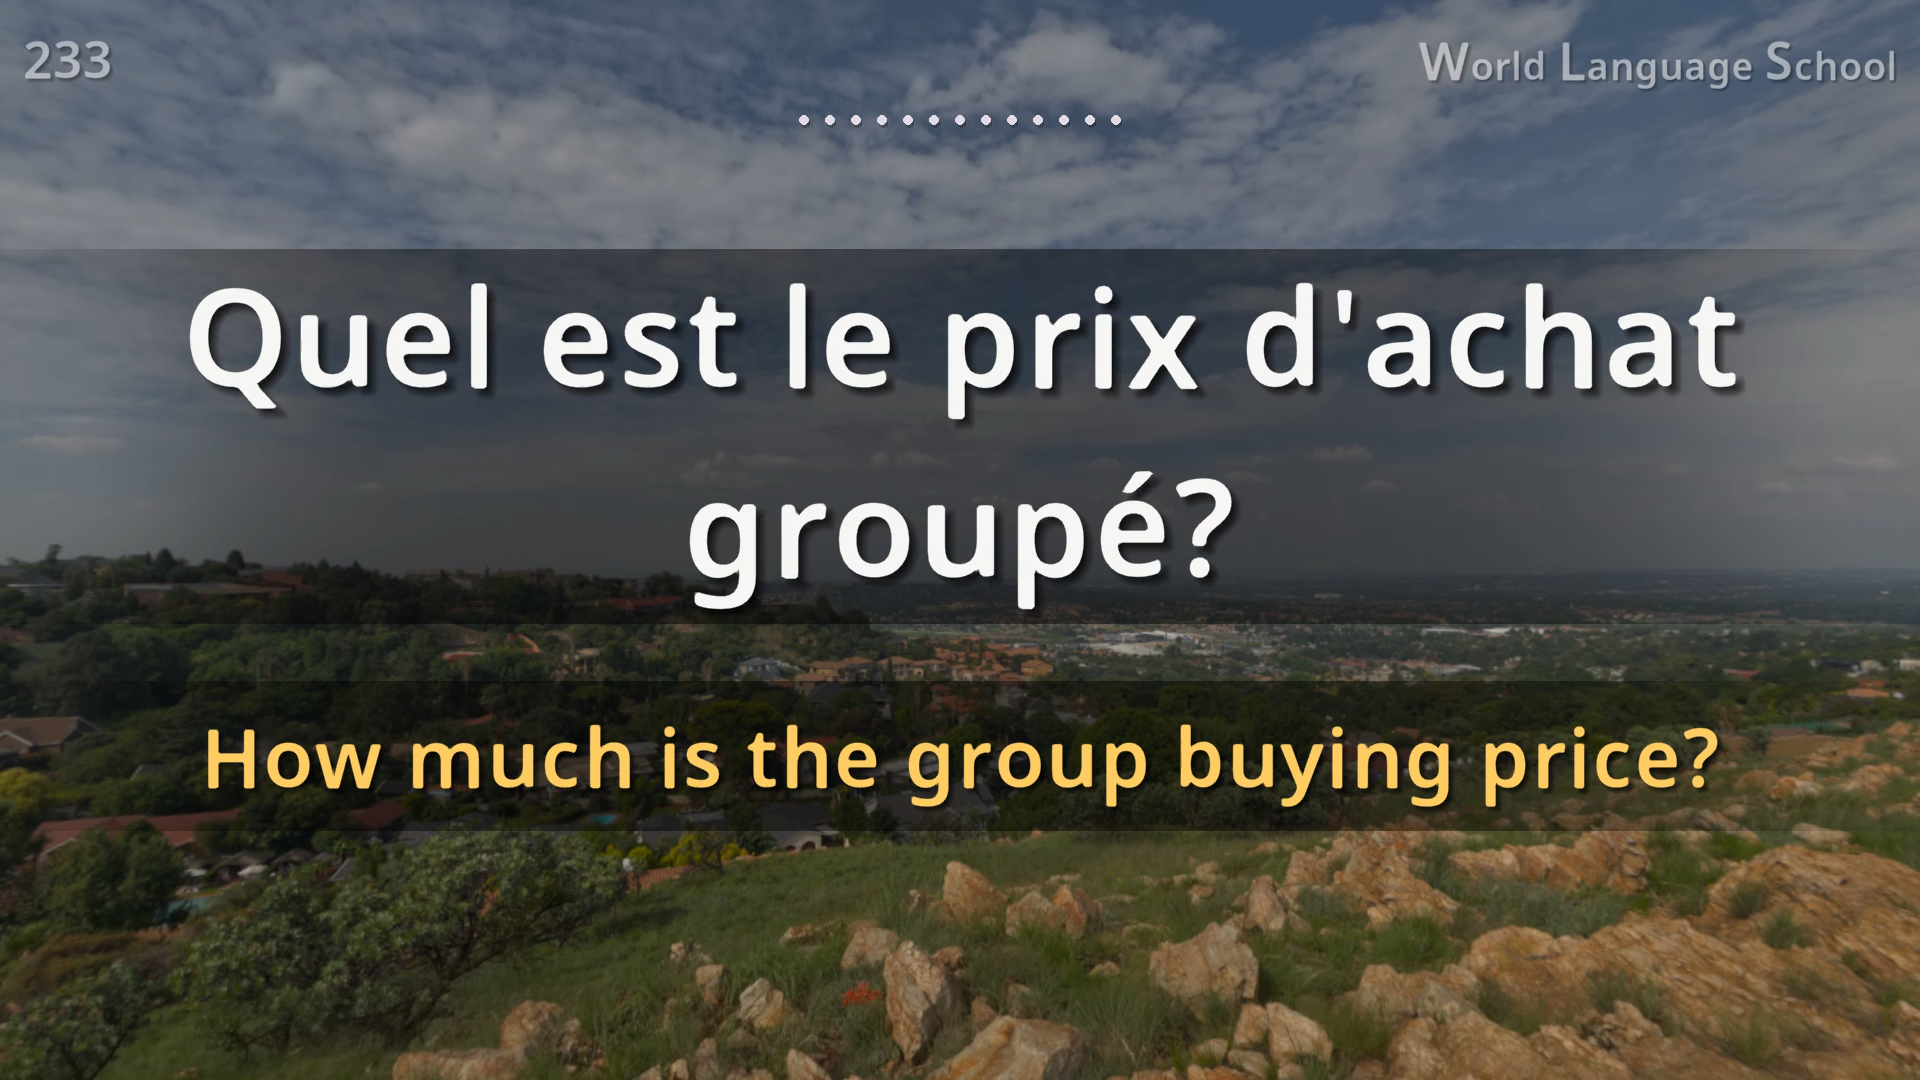 233
World Language School
Quel est le prix d'achat
groupé?
How much is the group buying price?